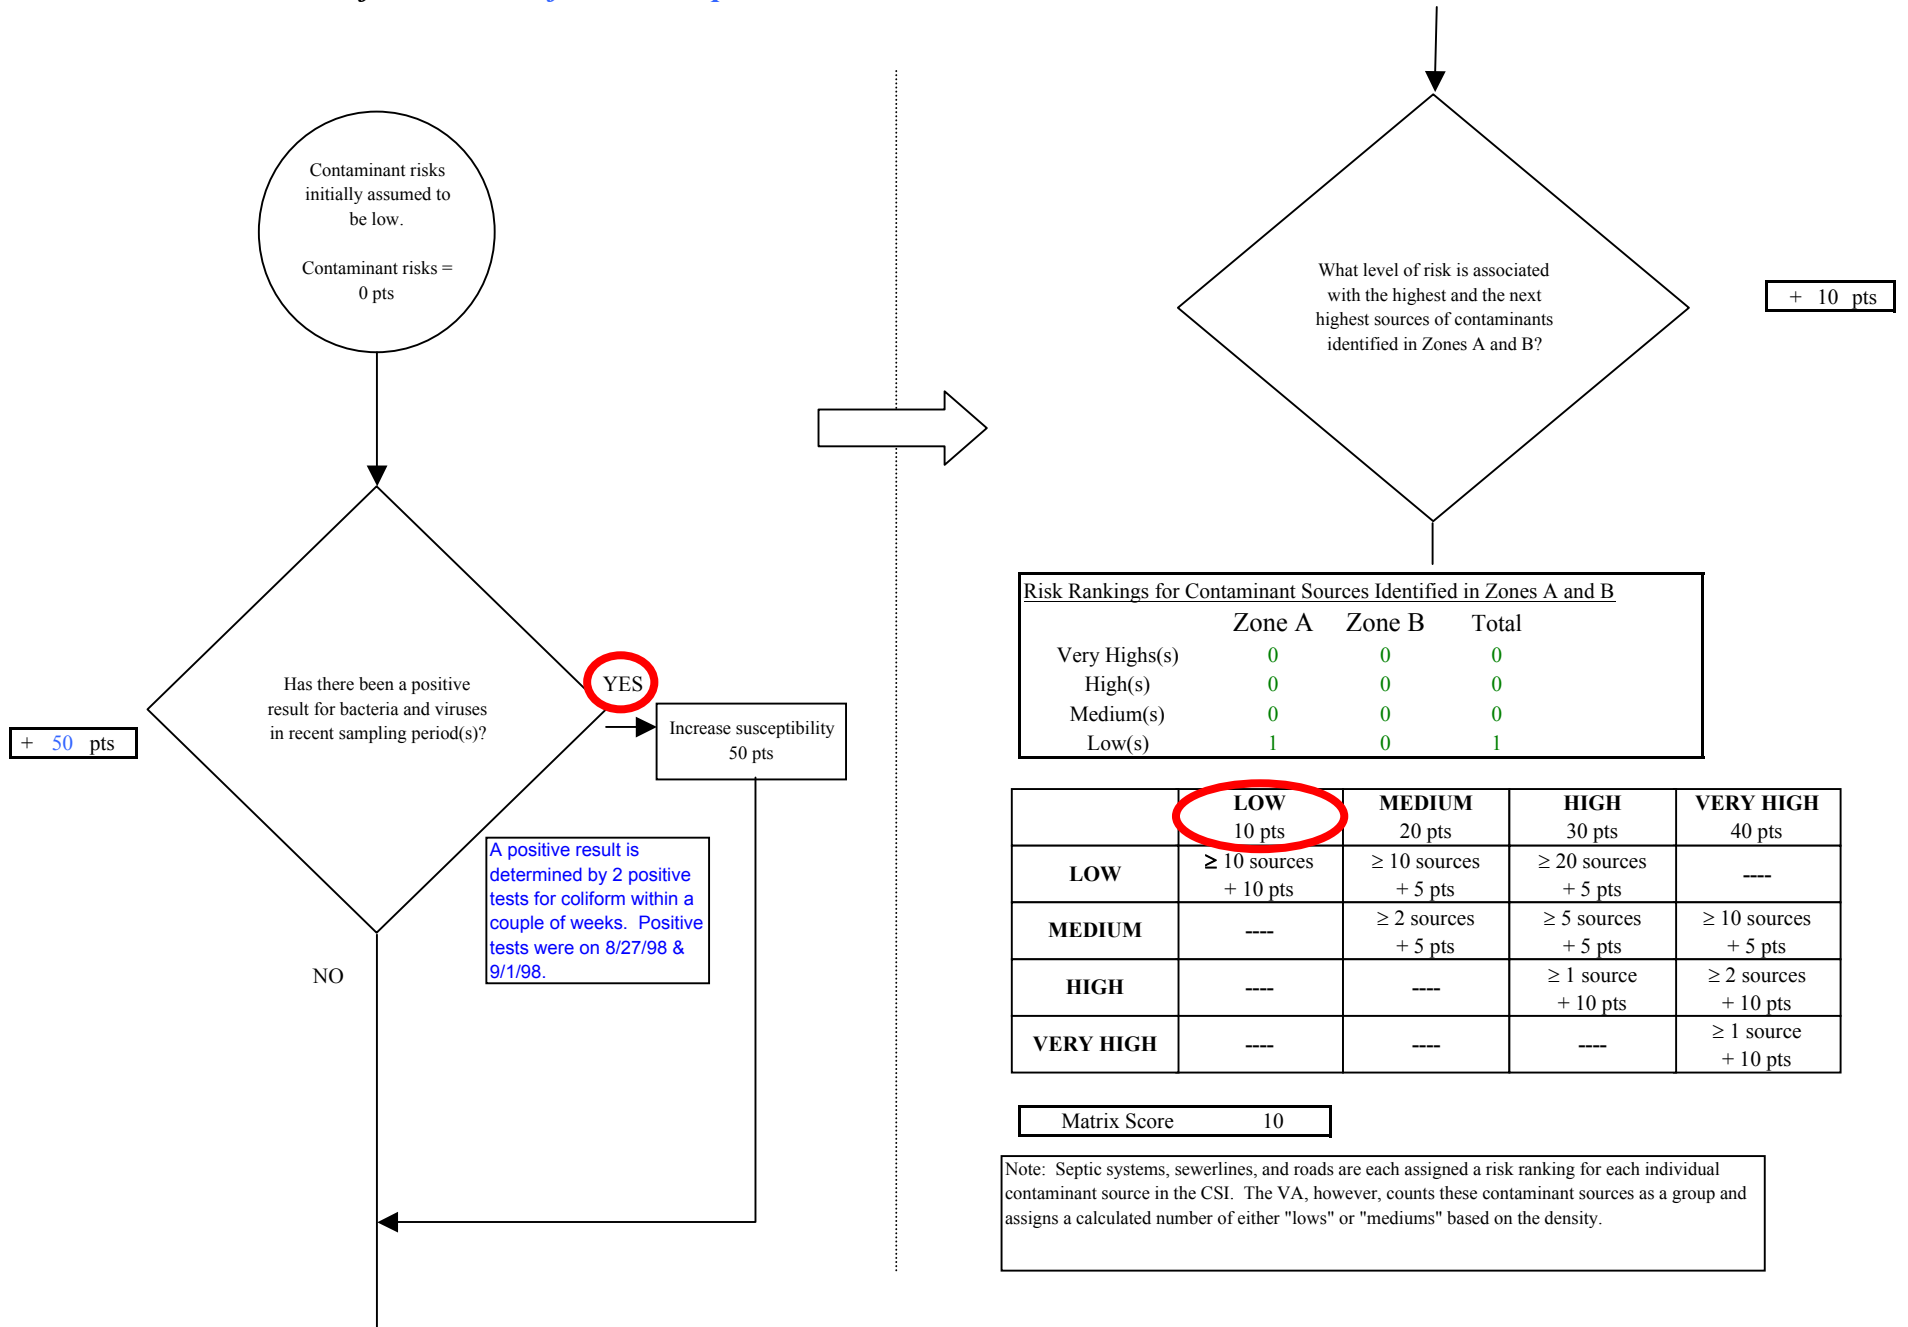 Contaminant risks
initially assumed to
be low.
Contaminant risks =
0 pts
Has there been a positive
result for bacteria and viruses
in recent sampling period(s)?
+ 50 pts
YES
Increase susceptibility
50 pts
A positive result is
determined by 2 positive
tests for coliform within a
couple of weeks. Positive
tests were on 8/27/98 &
9/1/98.
NO
What level of risk is associated
with the highest and the next
highest sources of contaminants
identified in Zones A and B?
+ 10 pts
Risk Rankings for Contaminant Sources Identified in Zones A and B
Zone A Zone B Total
Very Highs(s) 0 0 0
High(s) 0 0 0
Medium(s) 0 0 0
Low(s) 1 0 1
LOW MEDIUM HIGH VERY HIGH
10 pts 20 pts 30 pts 40 pts
LOW ≥ 10 sources ≥ 10 sources ≥ 20 sources ----
+ 10 pts + 5 pts + 5 pts
MEDIUM ---- ≥ 2 sources ≥ 5 sources ≥ 10 sources
+ 5 pts + 5 pts + 5 pts
HIGH ---- ---- ≥ 1 source ≥ 2 sources
+ 10 pts + 10 pts
VERY HIGH ---- ---- ---- ≥ 1 source
+ 10 pts
Matrix Score 10
Note: Septic systems, sewerlines, and roads are each assigned a risk ranking for each individual
contaminant source in the CSI. The VA, however, counts these contaminant sources as a group and
assigns a calculated number of either "lows" or "mediums" based on the density.